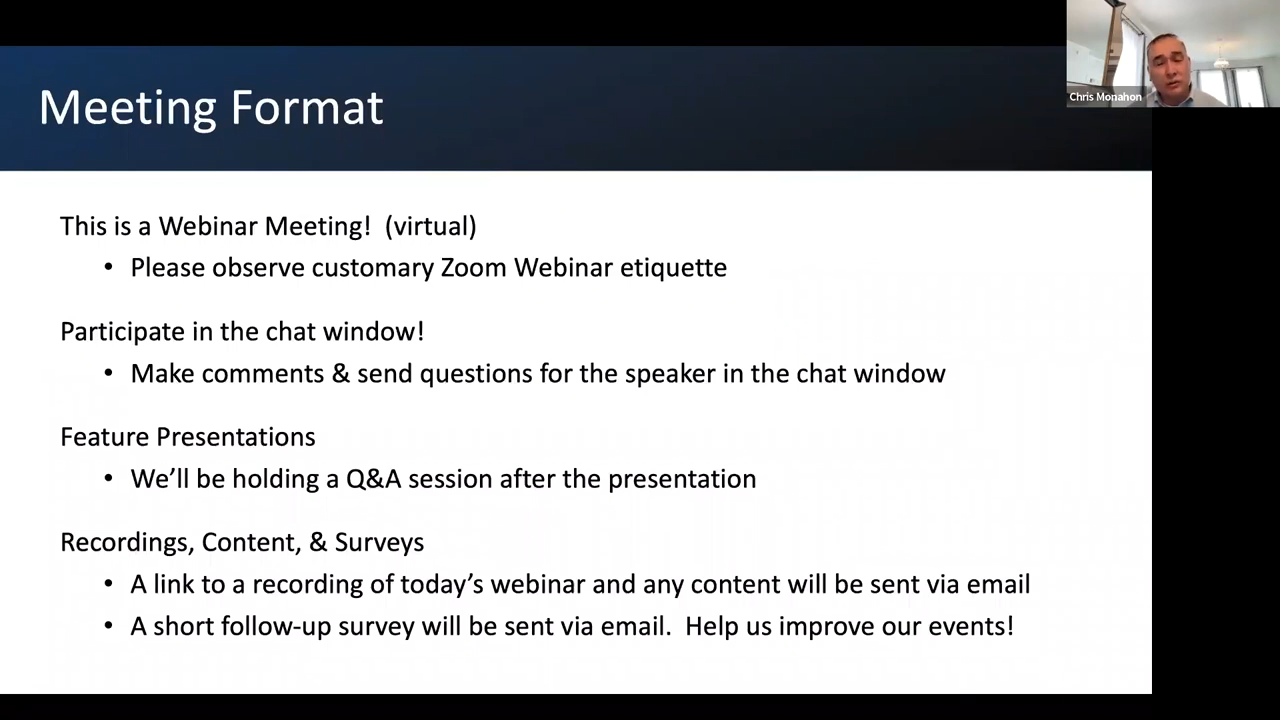 Meeting Format
Chris Monahon
This is a Webinar Meeting!  (virtual)
• Please observe customary Zoom Webinar etiquette
Participate in the chat window!
• Make comments & send questions for the speaker in the chat window
Feature Presentations
• We’ll be holding a Q&A session after the presentation
Recordings, Content, & Surveys
• A link to a recording of today’s webinar and any content will be sent via email
• A short follow-up survey will be sent via email.  Help us improve our events!